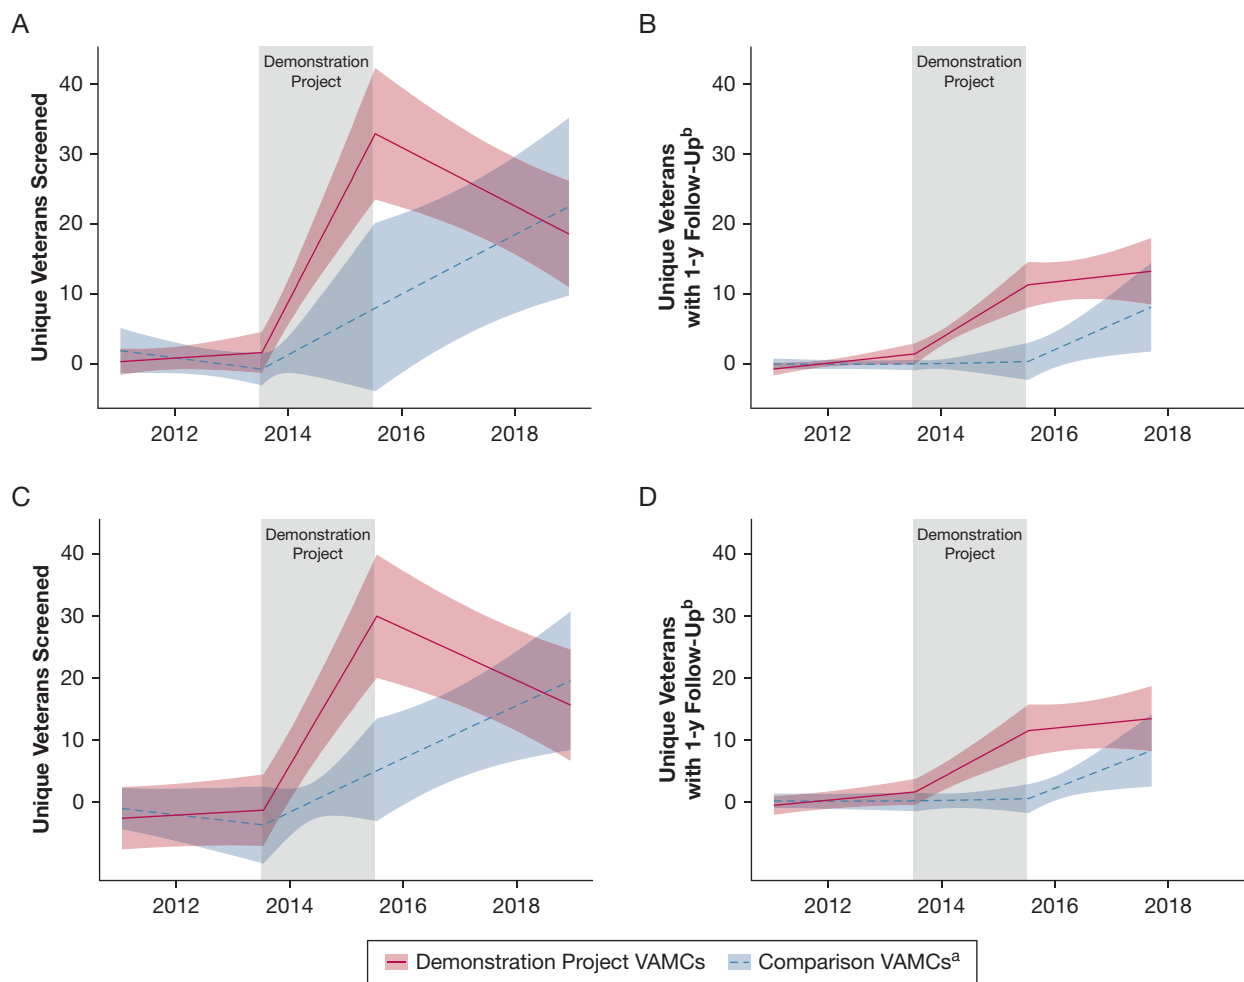 A
Demonstration
Project
Unique Veterans Screened
40
30
20
10
0
2012
2014
2016
2018
B
Demonstration
Project
Unique Veterans
with 1-y Follow-Upb
40
30
20
10
0
2012
2014
2016
2018
C
Demonstration
Project
Unique Veterans Screened
40
30
20
10
0
2012
2014
2016
2018
D
Demonstration
Project
Unique Veterans
with 1-y Follow-Upb
40
30
20
10
0
2012
2014
2016
2018
Demonstration Project VAMCs
Comparison VAMCsa